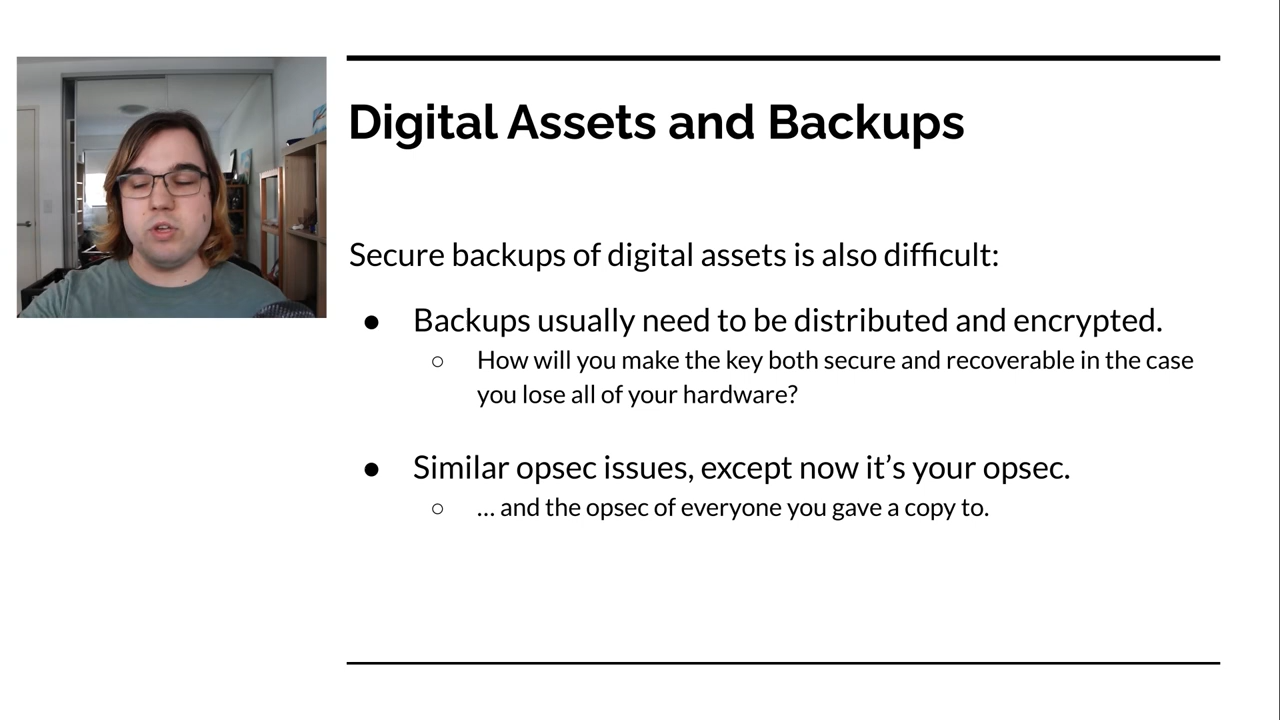 Digital Assets and Backups
Secure backups of digital assets is also difficult:
● Backups usually need to be distributed and encrypted.
○ How will you make the key both secure and recoverable in the case
you lose all of your hardware?
● Similar opsec issues, except now it’s your opsec.
○ … and the opsec of everyone you gave a copy to.